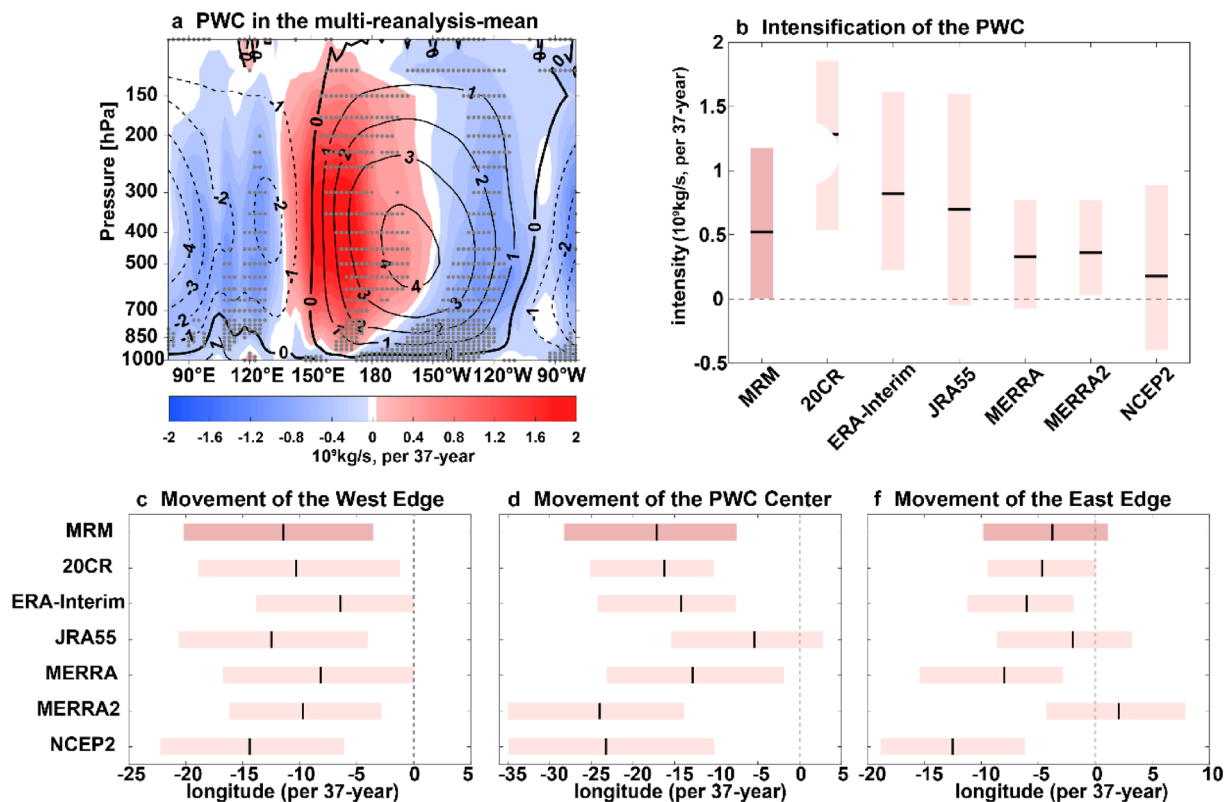 a PWC in the multi-reanalysis-mean
Pressure [hPa]
150
200
300
400
500
700
850
1000
90°E 120°E 150°E 180 150°W 120°W 90°W
-2 -1.6 -1.2 -0.8 -0.4 0 0.4 0.8 1.2 1.6 2
10⁹kg/s, per 37-year
b Intensification of the PWC
intensity (10⁹kg/s, per 37-year)
2
1.5
1
0.5
0
-0.5
MRM 20CR ERA-Interim JRA55 MERRA MERRA2 NCEP2
c Movement of the West Edge
MRM
20CR
ERA-Interim
JRA55
MERRA
MERRA2
NCEP2
-25 -20 -15 -10 -5 0 5
longitude (per 37-year)
d Movement of the PWC Center
-35 -30 -25 -20 -15 -10 -5 0 5
longitude (per 37-year)
f Movement of the East Edge
-20 -15 -10 -5 0 5 10
longitude (per 37-year)